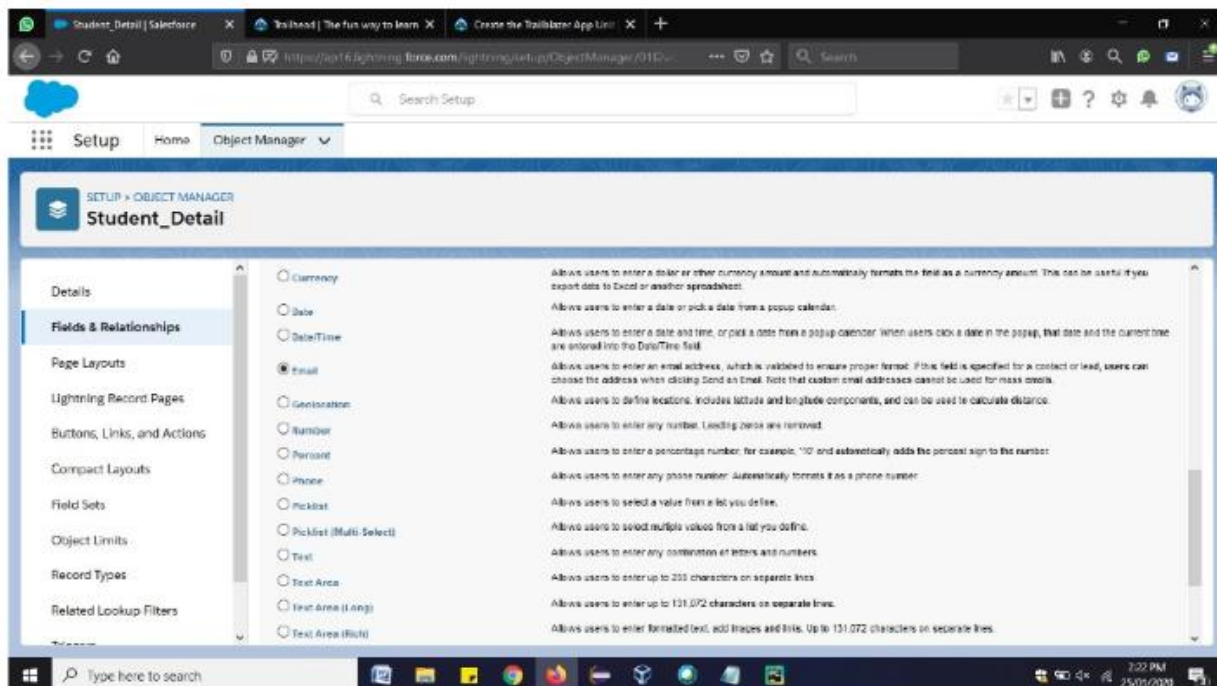 Student_Detail | Salesforce
Trailhead | The fun way to learn
Create the Trailblazer App Unit
Search
Search Setup
Setup
Home
Object Manager
SETUP > OBJECT MANAGER
Student_Detail
Details
Fields & Relationships
Page Layouts
Lightning Record Pages
Buttons, Links, and Actions
Compact Layouts
Field Sets
Object Limits
Record Types
Related Lookup Filters
Currency
Allows users to enter a dollar or other currency amount and automatically formats the field as a currency amount. This can be useful if you
export data to Excel or another spreadsheet.
Date
Allows users to enter a date or pick a date from a popup calendar.
Date/Time
Allows users to enter a date and time, or pick a date from a popup calendar. When users click a date in the popup, that date and the current time
are entered into the Date/Time field.
Email
Allows users to enter an email address, which is validated to ensure proper format. If this field is specified for a contact or lead, users can
choose the address when clicking Send an Email. Note that custom email addresses cannot be used for mass emails.
Geolocation
Allows users to define locations. Includes latitude and longitude components, and can be used to calculate distance.
Number
Allows users to enter any number. Leading zeros are removed.
Percent
Allows users to enter a percentage number, for example, '10' and automatically adds the percent sign to the number.
Phone
Allows users to enter any phone number. Automatically formats it as a phone number.
Picklist
Allows users to select a value from a list you define.
Picklist (Multi-Select)
Allows users to select multiple values from a list you define.
Text
Allows users to enter any combination of letters and numbers.
Text Area
Allows users to enter up to 255 characters on separate lines.
Text Area (Long)
Allows users to enter up to 131,072 characters on separate lines.
Text Area (Rich)
Allows users to enter formatted text, add images and links. Up to 131,072 characters on separate lines.
Type here to search
2:22 PM
25/01/2020